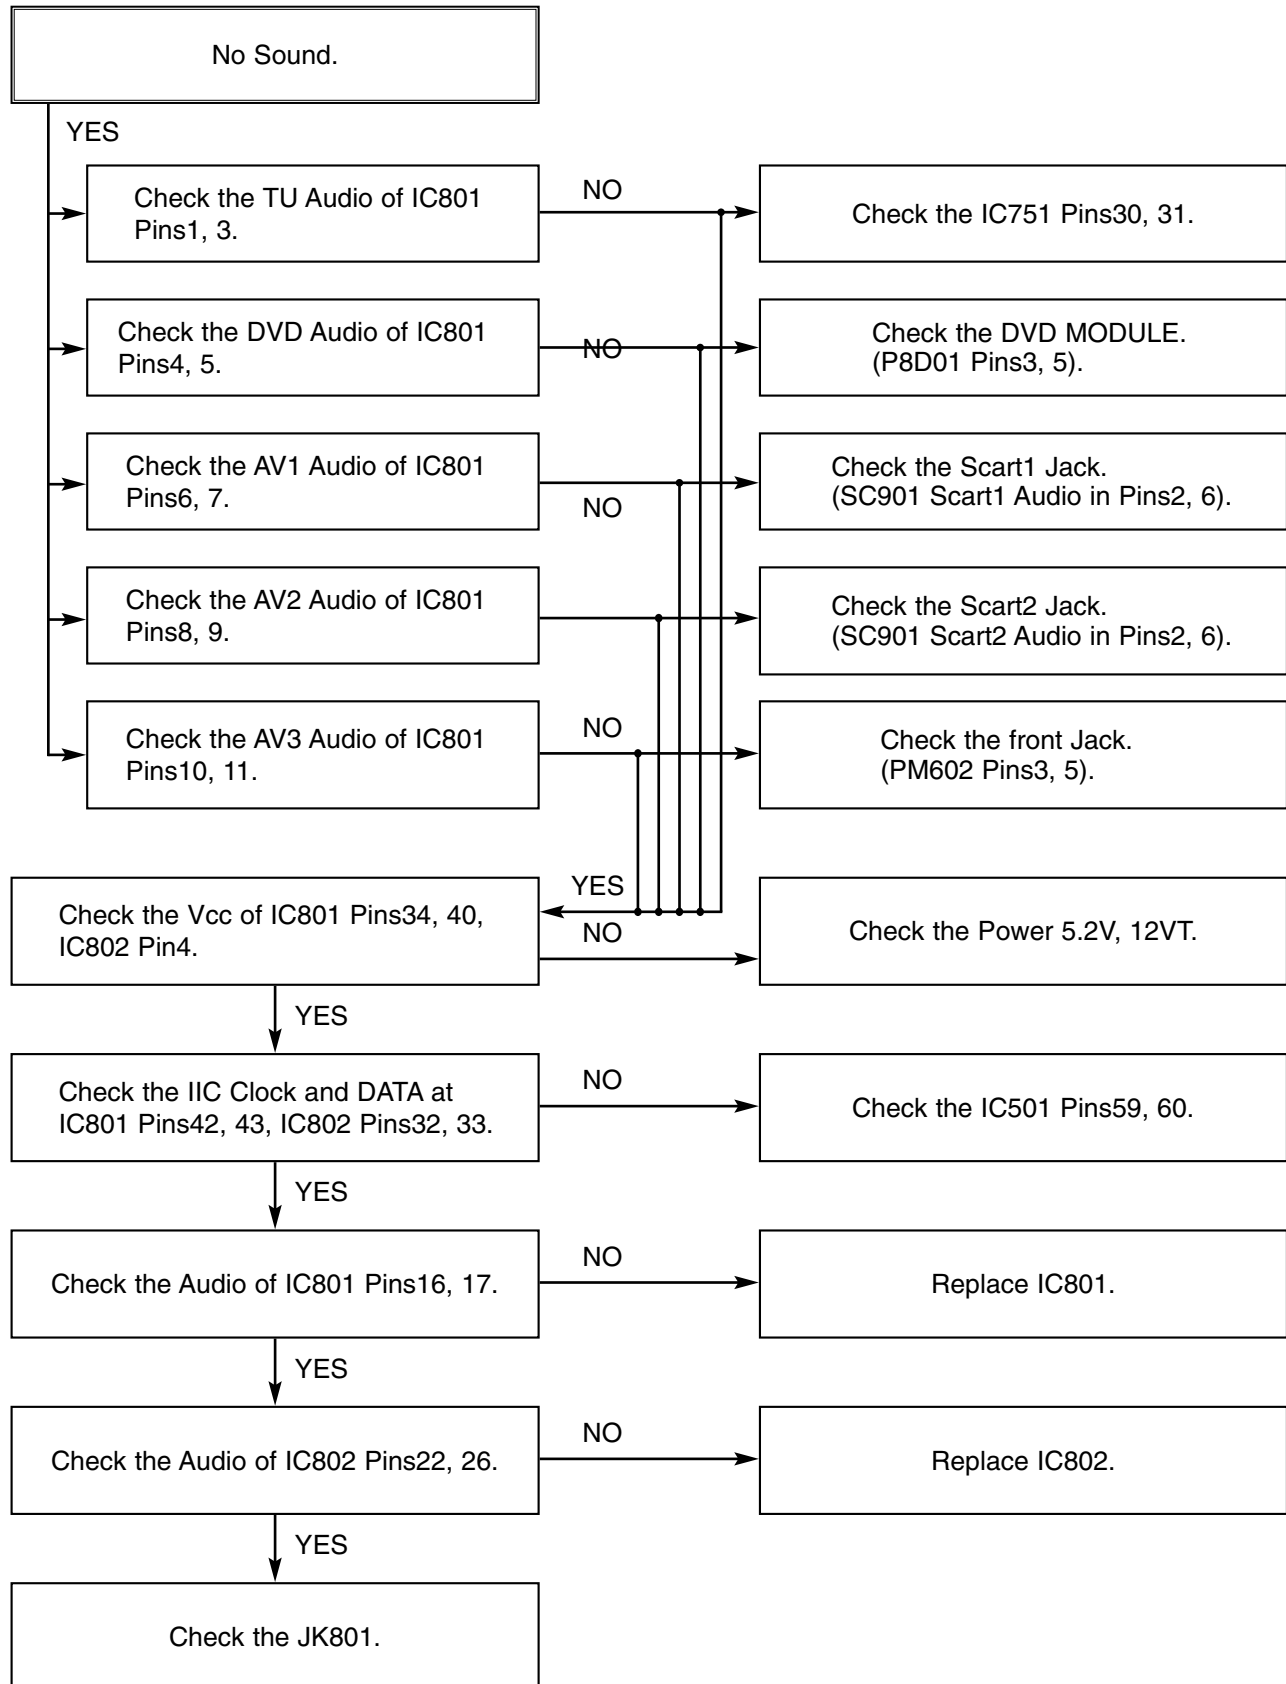 No Sound.
YES
Check the TU Audio of IC801
Pins1, 3.
NO
Check the IC751 Pins30, 31.
Check the DVD Audio of IC801
Pins4, 5.
NO
Check the DVD MODULE.
(P8D01 Pins3, 5).
Check the AV1 Audio of IC801
Pins6, 7.
NO
Check the Scart1 Jack.
(SC901 Scart1 Audio in Pins2, 6).
Check the AV2 Audio of IC801
Pins8, 9.
Check the Scart2 Jack.
(SC901 Scart2 Audio in Pins2, 6).
Check the AV3 Audio of IC801
Pins10, 11.
NO
Check the front Jack.
(PM602 Pins3, 5).
YES
Check the Vcc of IC801 Pins34, 40,
IC802 Pin4.
NO
Check the Power 5.2V, 12VT.
YES
Check the IIC Clock and DATA at
IC801 Pins42, 43, IC802 Pins32, 33.
NO
Check the IC501 Pins59, 60.
YES
Check the Audio of IC801 Pins16, 17.
NO
Replace IC801.
YES
Check the Audio of IC802 Pins22, 26.
NO
Replace IC802.
YES
Check the JK801.